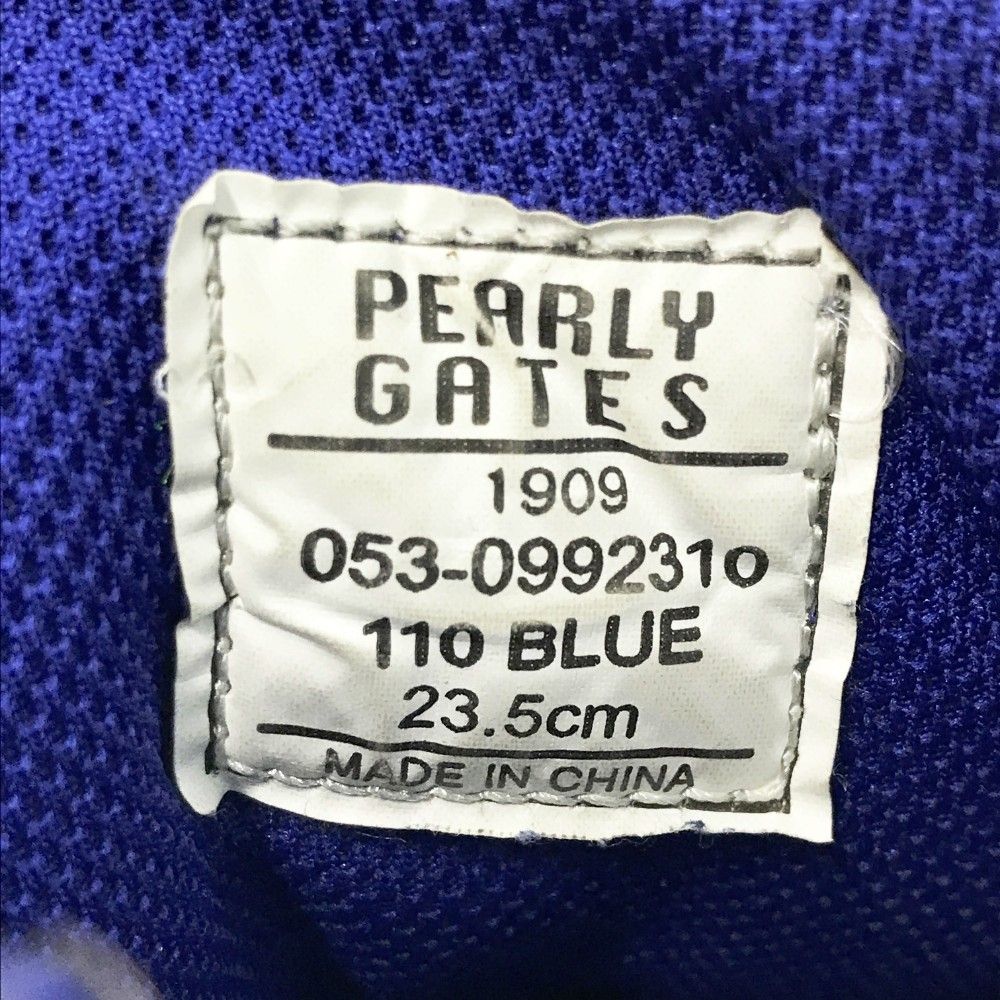 PEARLY
GATES
1909
053-0992310
110 BLUE
23.5cm
MADE IN CHINA